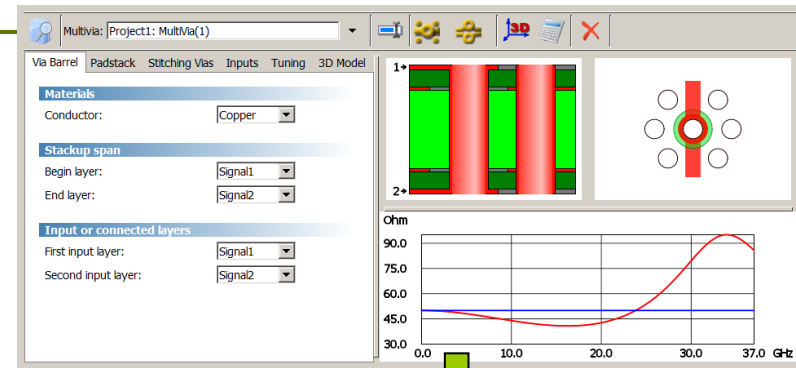 Multivia: Project1: MultiVia(1)
3D
Via Barrel Padstack Stitching Vias Inputs Tuning 3D Model
Materials
Conductor: Copper
Stackup span
Begin layer: Signal1
End layer: Signal2
Input or connected layers
First input layer: Signal1
Second input layer: Signal2
1
2
Ohm
90.0
75.0
60.0
45.0
30.0
0.0 10.0 20.0 30.0 37.0 GHz